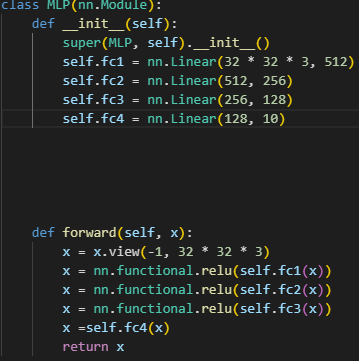 class MLP(nn.Module):
    def __init__(self):
        super(MLP, self).__init__()
        self.fc1 = nn.Linear(32 * 32 * 3, 512)
        self.fc2 = nn.Linear(512, 256)
        self.fc3 = nn.Linear(256, 128)
        self.fc4 = nn.Linear(128, 10)
    def forward(self, x):
        x = x.view(-1, 32 * 32 * 3)
        x = nn.functional.relu(self.fc1(x))
        x = nn.functional.relu(self.fc2(x))
        x = nn.functional.relu(self.fc3(x))
        x =self.fc4(x)
        return x